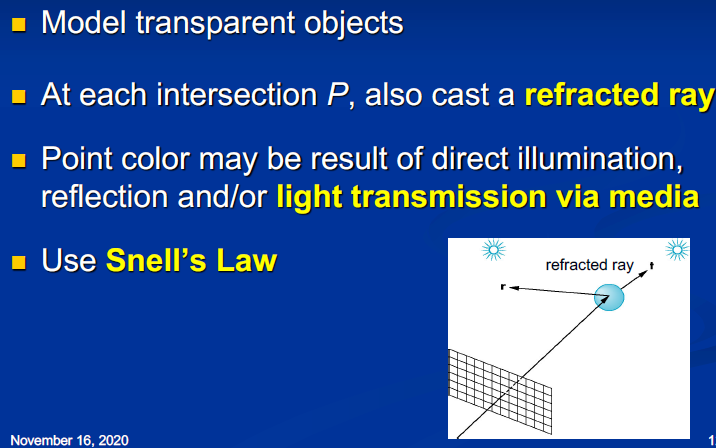 Model transparent objects
At each intersection P, also cast a refracted ray
Point color may be result of direct illumination,
reflection and/or light transmission via media
Use Snell's Law
refracted ray t
r
November 16, 2020
1